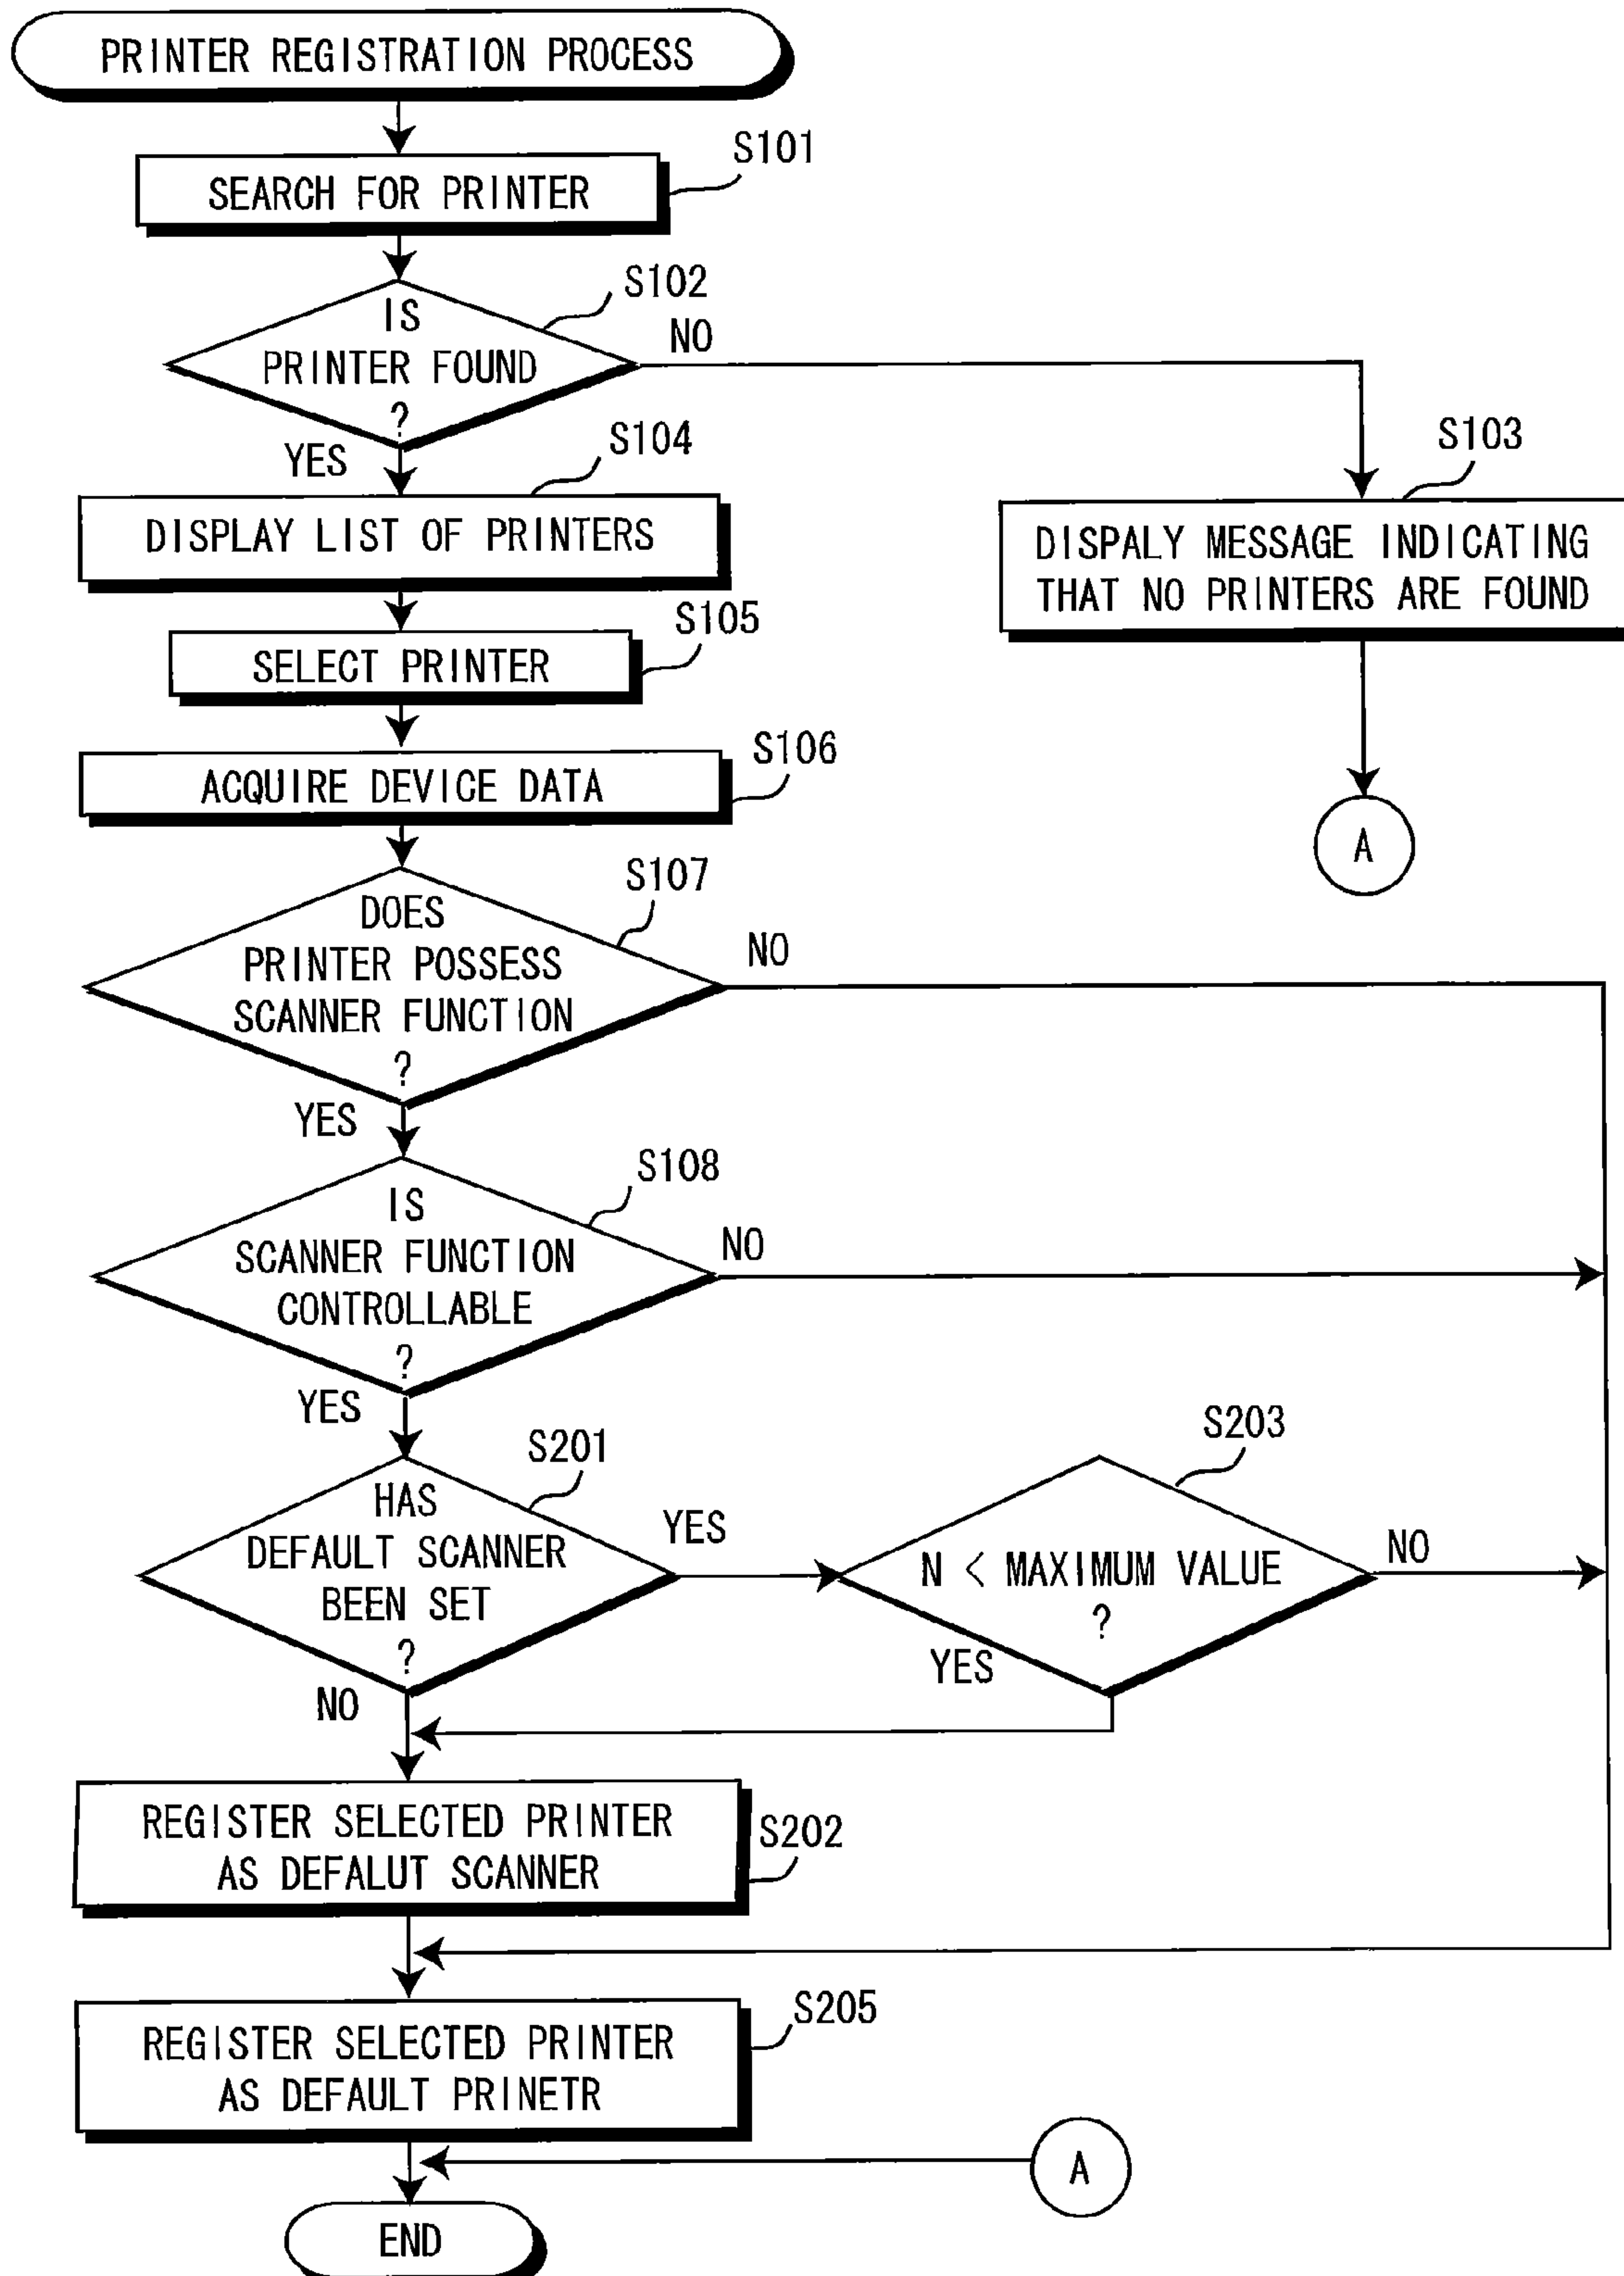 PRINTER REGISTRATION PROCESS
S101
SEARCH FOR PRINTER
S102
IS
PRINTER FOUND
?
NO
YES
S103
DISPALY MESSAGE INDICATING
THAT NO PRINTERS ARE FOUND
A
S104
DISPLAY LIST OF PRINTERS
S105
SELECT PRINTER
S106
ACQUIRE DEVICE DATA
S107
DOES
PRINTER POSSESS
SCANNER FUNCTION
?
NO
YES
S108
IS
SCANNER FUNCTION
CONTROLLABLE
?
NO
YES
S201
HAS
DEFAULT SCANNER
BEEN SET
?
YES
NO
S203
N < MAXIMUM VALUE
?
NO
YES
REGISTER SELECTED PRINTER
AS DEFALUT SCANNER
S202
S205
REGISTER SELECTED PRINTER
AS DEFAULT PRINETR
A
END